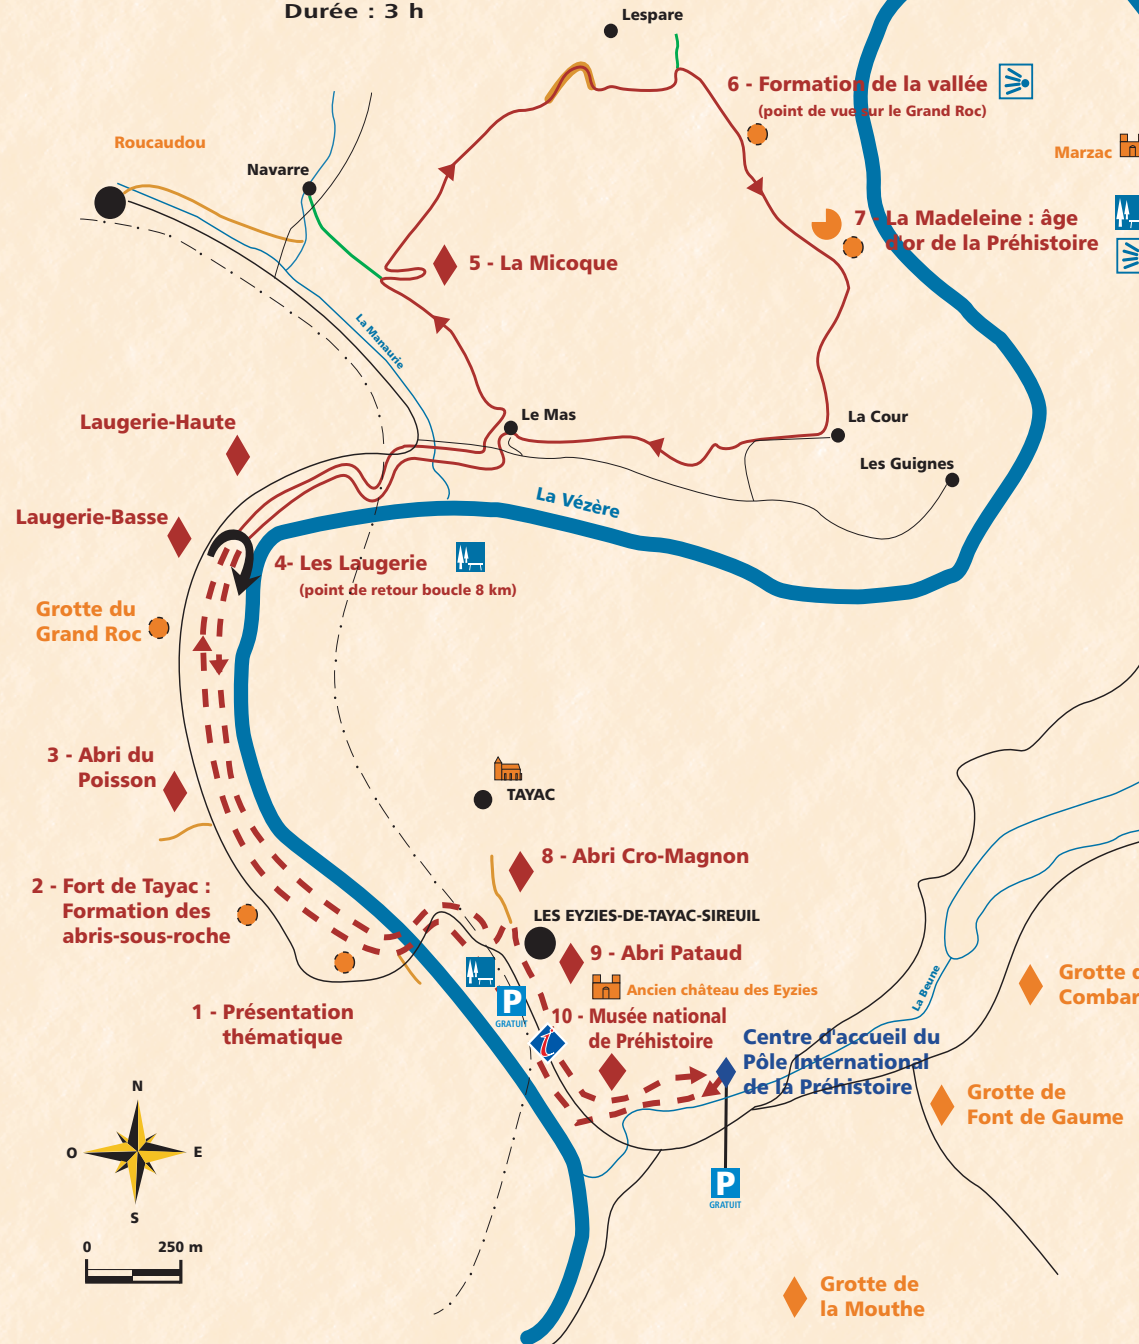 Durée : 3 h
Lespare
6 - Formation de la vallée
(point de vue sur le Grand Roc)
Roucaudou
Marzac
Navarre
7 - La Madeleine : âge
d'or de la Préhistoire
5 - La Micoque
La Manaurie
Le Mas
La Cour
Laugerie-Haute
Les Guignes
La Vézère
Laugerie-Basse
4- Les Laugerie
(point de retour boucle 8 km)
Grotte du
Grand Roc
3 - Abri du
Poisson
TAYAC
8 - Abri Cro-Magnon
2 - Fort de Tayac :
Formation des
abris-sous-roche
LES EYZIES-DE-TAYAC-SIREUIL
9 - Abri Pataud
Ancien château des Eyzies
La Beune
Grotte d
Combar
P
GRATUIT
1 - Présentation
thématique
10 - Musée national
de Préhistoire
i
Centre d'accueil du
Pôle International
de la Préhistoire
Grotte de
Font de Gaume
N
O
E
S
P
GRATUIT
0
250 m
Grotte de
la Mouthe